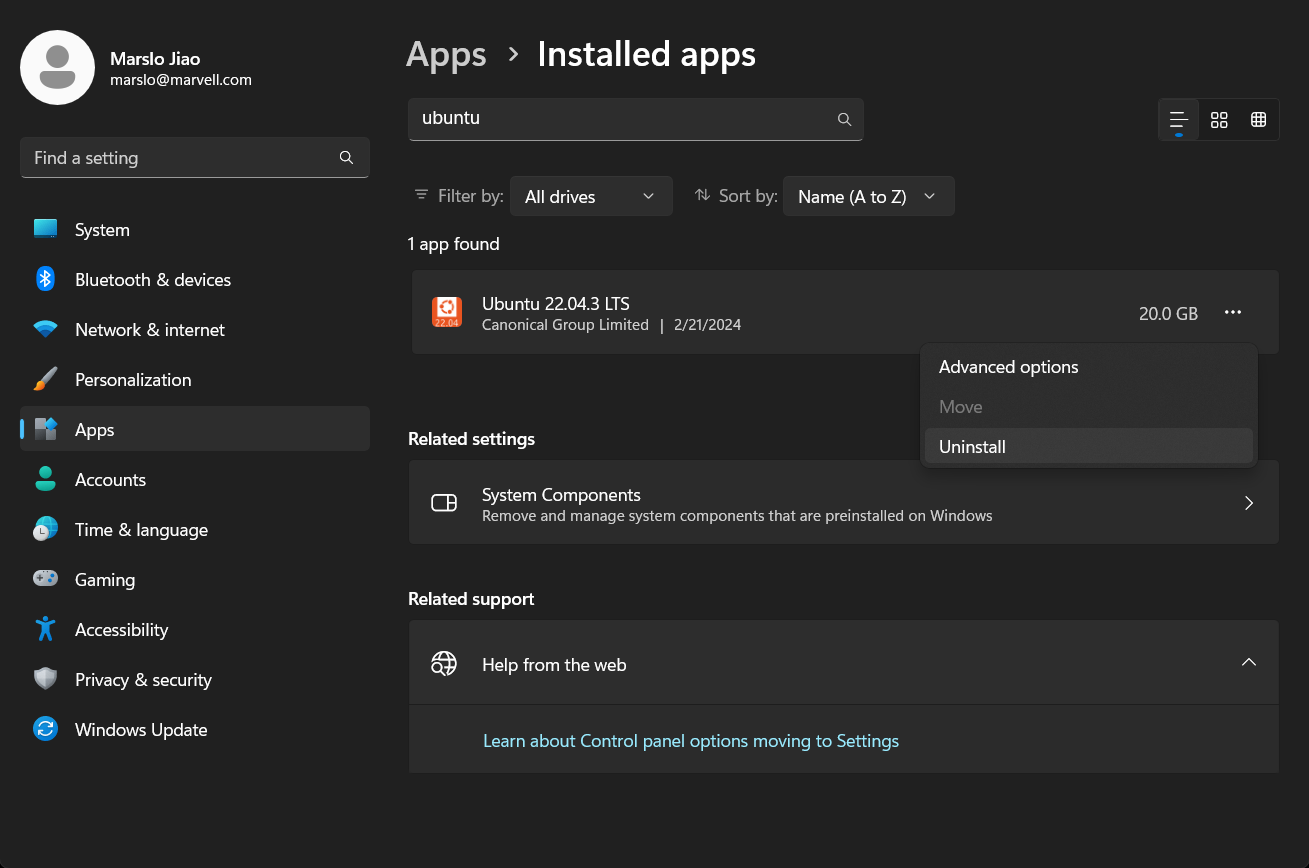 Marslo Jiao
marslo@marvell.com
Find a setting
System
Bluetooth & devices
Network & internet
Personalization
Apps
Accounts
Time & language
Gaming
Accessibility
Privacy & security
Windows Update
Apps > Installed apps
ubuntu
Filter by: All drives Sort by: Name (A to Z)
1 app found
22.04
Ubuntu 22.04.3 LTS
Canonical Group Limited | 2/21/2024
20.0 GB
Advanced options
Move
Uninstall
Related settings
System Components
Remove and manage system components that are preinstalled on Windows
Related support
Help from the web
Learn about Control panel options moving to Settings